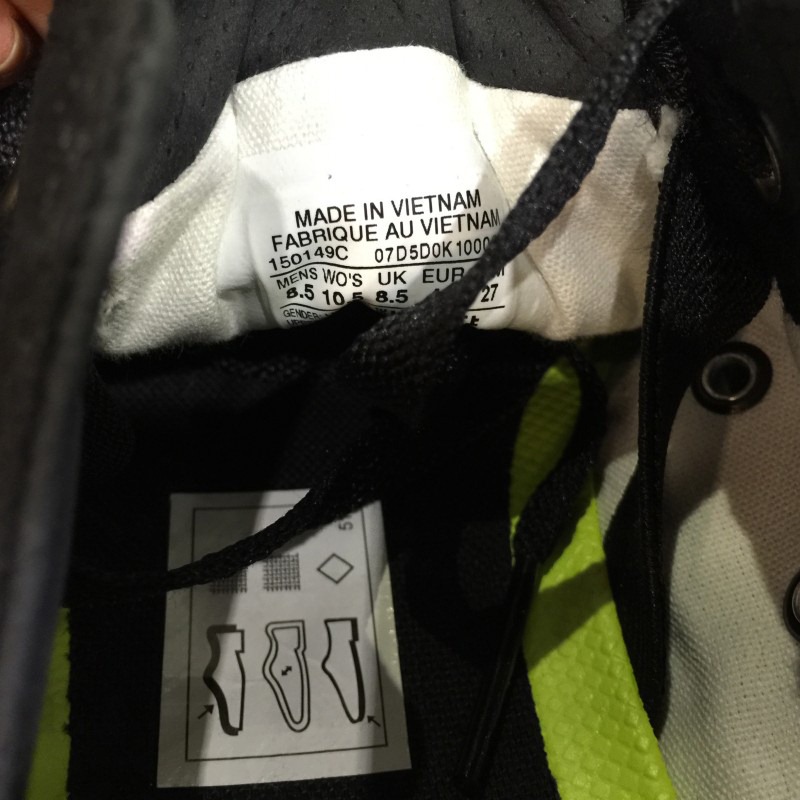 MADE IN VIETNAM
FABRIQUE AU VIETNAM
150149C 07D5D0K1000
MENS WO'S UK EUR
8.5 10.5 8.5 27
GENDER